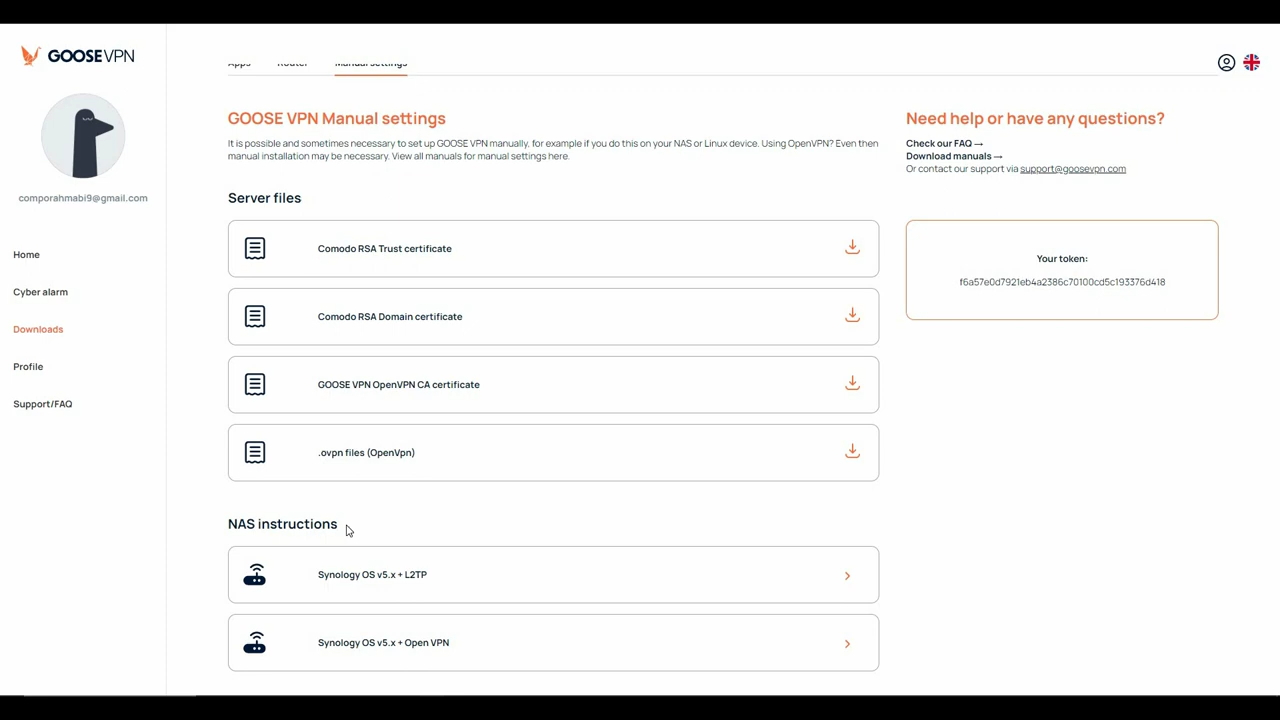 GOOSE VPN
comporahmabi9@gmail.com
Home
Cyber alarm
Downloads
Profile
Support/FAQ
Apps
Router
Manual settings
GOOSE VPN Manual settings
It is possible and sometimes necessary to set up GOOSE VPN manually, for example if you do this on your NAS or Linux device. Using OpenVPN? Even then
manual installation may be necessary. View all manuals for manual settings here.
Server files
Comodo RSA Trust certificate
Comodo RSA Domain certificate
GOOSE VPN OpenVPN CA certificate
.ovpn files (OpenVpn)
NAS instructions
Synology OS v5.x + L2TP
Synology OS v5.x + Open VPN
Need help or have any questions?
Check our FAQ →
Download manuals →
Or contact our support via support@goosevpn.com
Your token:
f6a57e0d7921eb4a2386c70100cd5c193376d418